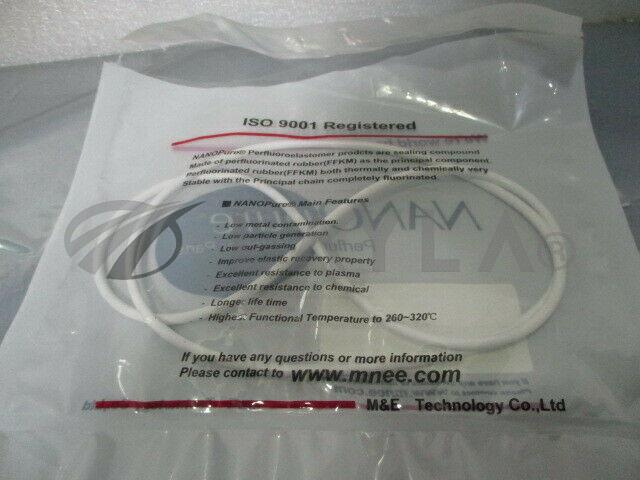 ISO 9001 Registered
NANOPure® Perfluoroelastomer prodcts are sealing compound
Made of perfluorinated rubber(FFKM) as the principal component
Perfluorinated rubber(FFKM) both thermally and chemically very
Stable with the Principal chain completely fluorinated.
■ NANOPure® Main Features
- Low metal contamination
- Low particle generation
- Low out-gassing
- Improve elastic recovery property
- Excellent resistance to plasma
- Excellent resistance to chemical
- Longer life time
- Highest Functional Temperature to 260~320℃
If you have any questions or more information
Please contact to www.mnee.com
M&E Technology Co.,Ltd